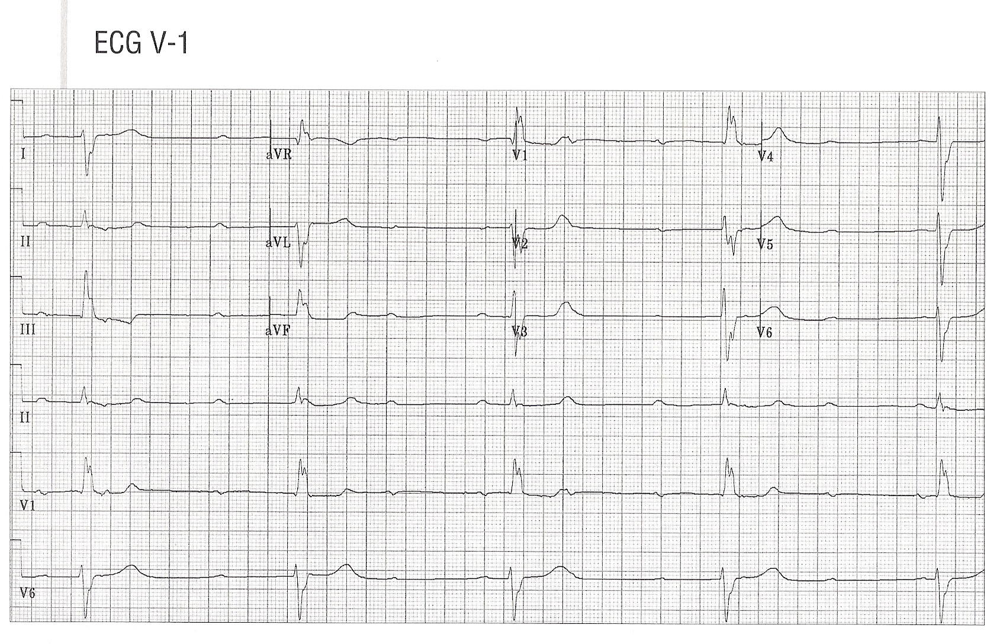 ECG V-1
I aVR V1 V4
II aVL V2 V5
III aVF V3 V6
II
V1
V6